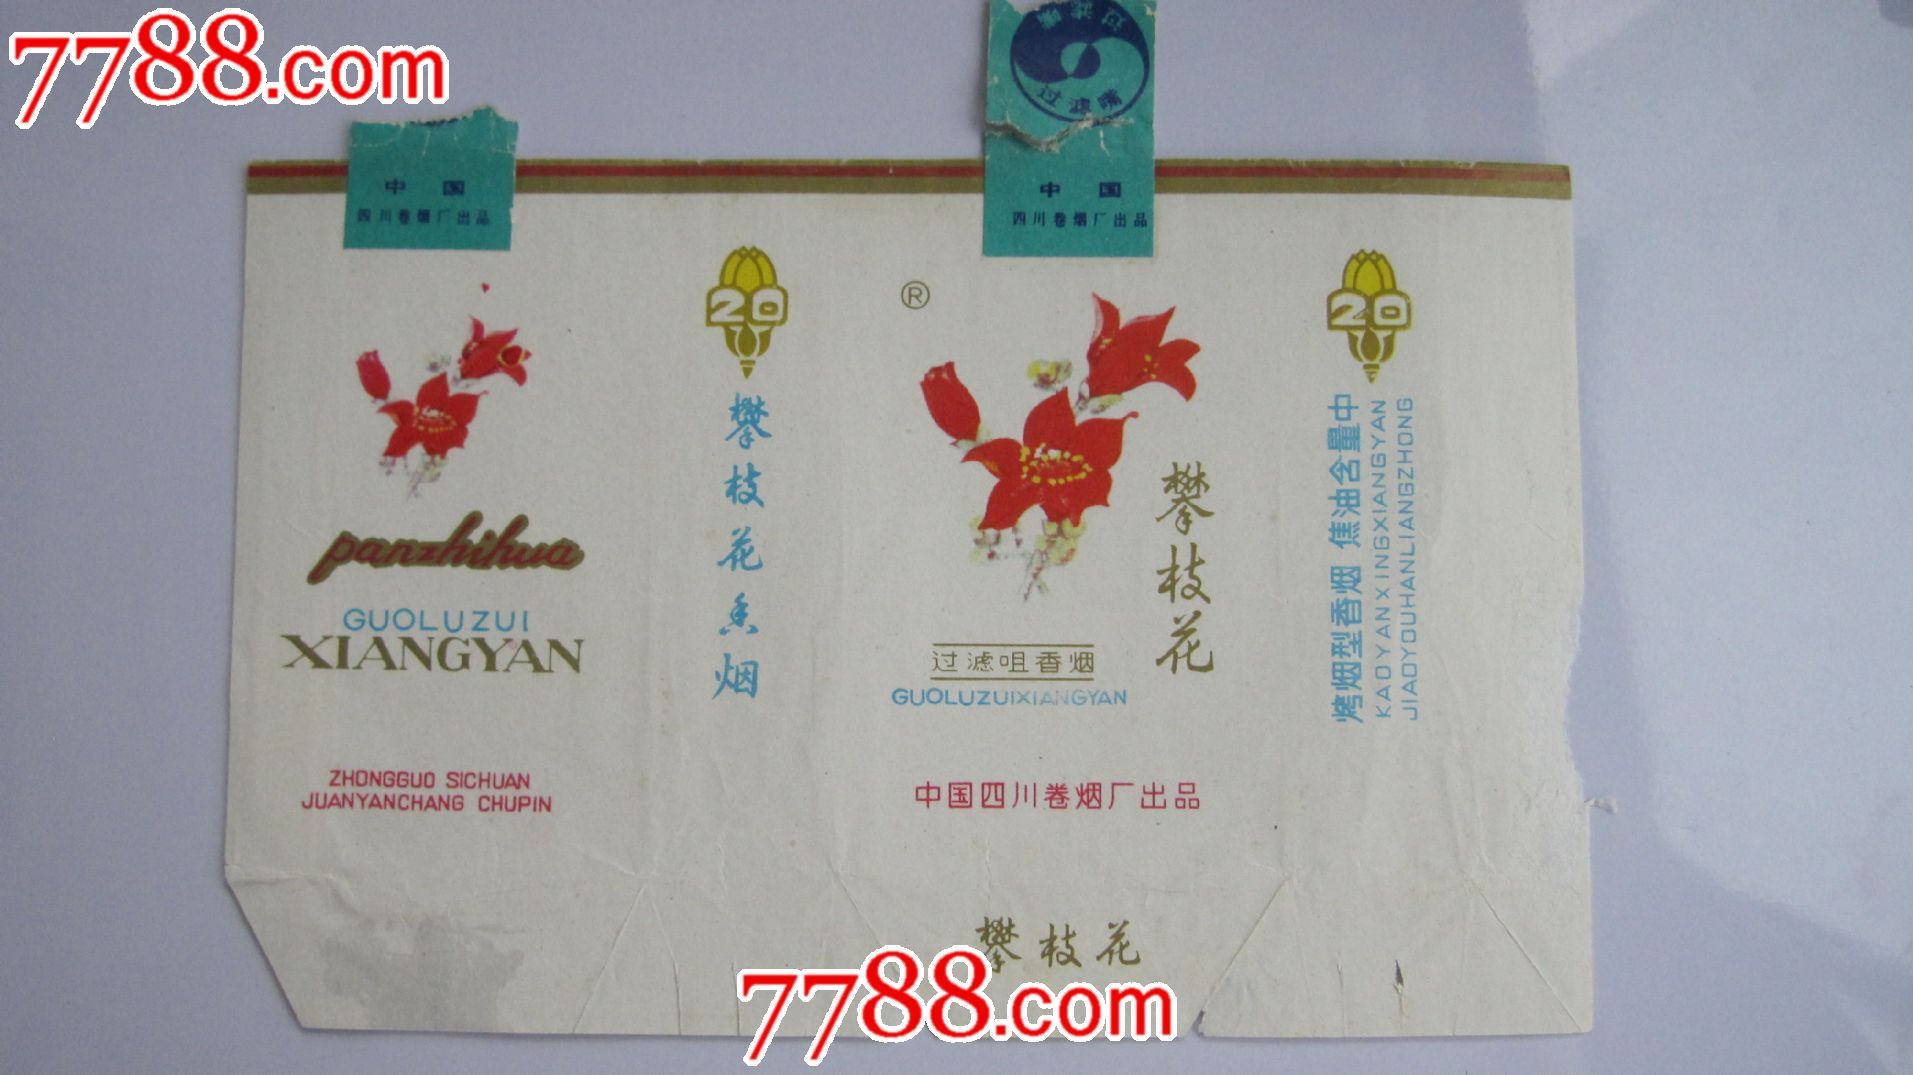 7788.com
过滤嘴
过滤嘴
中国
四川卷烟厂出品
中国
四川卷烟厂出品
20
panzhihua
GUOLUZUI
XIANGYAN
ZHONGGUO SICHUAN
JUANYANCHANG CHUPIN
攀枝花香烟
®
攀枝花
过滤咀香烟
GUOLUZUIXIANGYAN
中国四川卷烟厂出品
20
烤烟型香烟 焦油含量中
KAOYANXINGXIANGYAN
JIAOYOUHANLIANGZHONG
攀枝花
7788.com